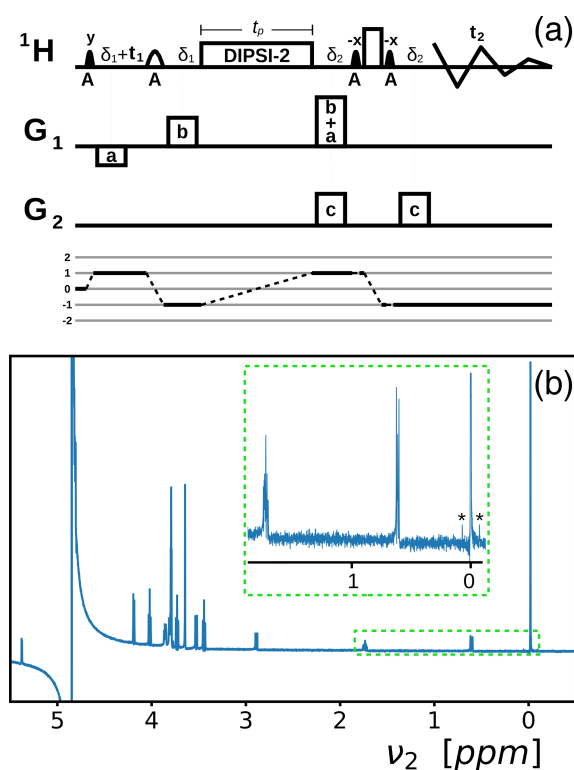 (a)
y tₚ -x -x t₂
¹H δ₁+t₁ δ₁ DIPSI-2 δ₂ δ₂
A A A A
G₁ a b b + a
G₂ c c
2
1
0
-1
-2
(b)
* *
1 0
5 4 3 2 1 0
ν₂ [ppm]